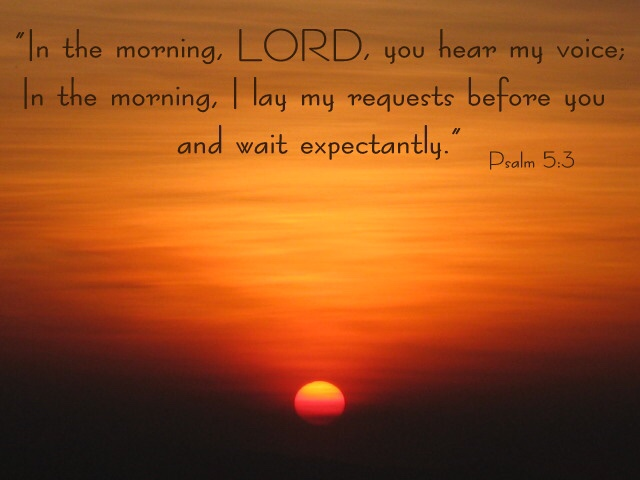 "In the morning, LORD, you hear my voice;
In the morning, I lay my requests before you
and wait expectantly."
Psalm 5:3